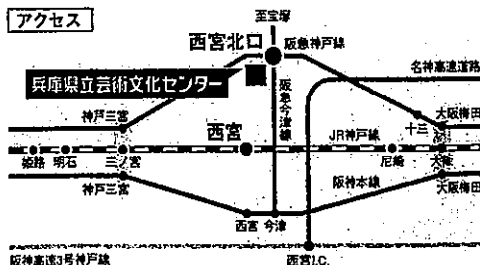 アクセス
至宝塚
西宮北口
阪急神戸線
名神高速道路
兵庫県立芸術文化センター
阪急今津線
神戸三宮
十三
大阪梅田
西宮
JR神戸線
姫路
明石
三ノ宮
尼崎
大阪
神戸三宮
阪神本線
大阪梅田
西宮
今津
阪神高速3号神戸線
西宮I.C.